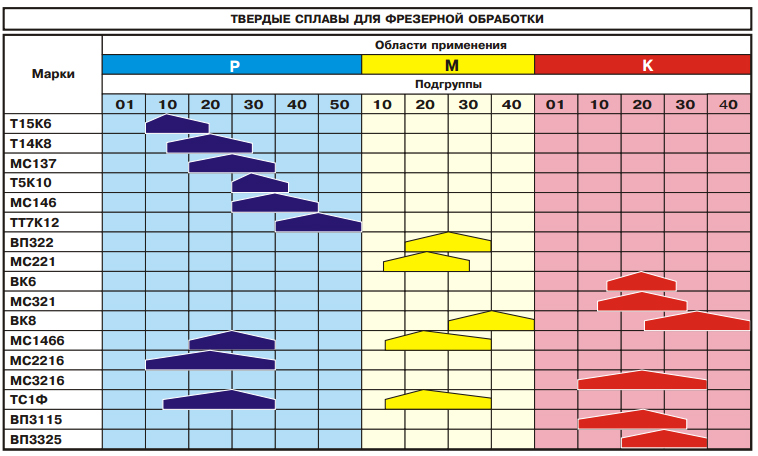 ТВЕРДЫЕ СПЛАВЫ ДЛЯ ФРЕЗЕРНОЙ ОБРАБОТКИ
Марки
Области применения
P M K
Подгруппы
01 10 20 30 40 50 10 20 30 40 01 10 20 30 40
Т15К6
Т14К8
МС137
Т5К10
МС146
ТТ7К12
ВП322
МС221
ВК6
МС321
ВК8
МС1466
МС2216
МС3216
ТС1Ф
ВП3115
ВП3325